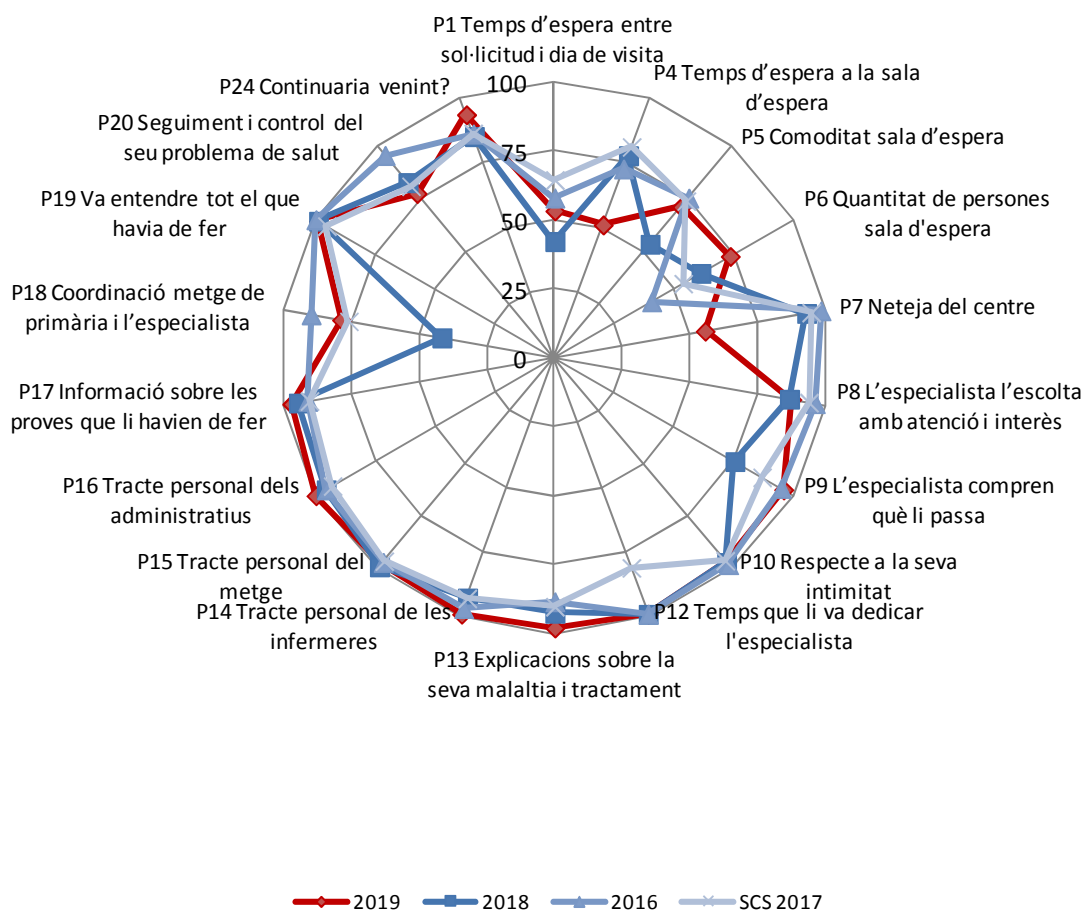 P1 Temps d’espera entre
sol·licitud i dia de visita
P4 Temps d’espera a la sala
d’espera
P5 Comoditat sala d’espera
P6 Quantitat de persones
sala d'espera
P7 Neteja del centre
P8 L’especialista l’escolta
amb atenció i interès
P9 L’especialista compren
què li passa
P10 Respecte a la seva
intimitat
P12 Temps que li va dedicar
l'especialista
P13 Explicacions sobre la
seva malaltia i tractament
P14 Tracte personal de les
infermeres
P15 Tracte personal del
metge
P16 Tracte personal dels
administratius
P17 Informació sobre les
proves que li havien de fer
P18 Coordinació metge de
primària i l’especialista
P19 Va entendre tot el que
havia de fer
P20 Seguiment i control del
seu problema de salut
P24 Continuaria venint?
100
75
50
25
0
2019 2018 2016 SCS 2017